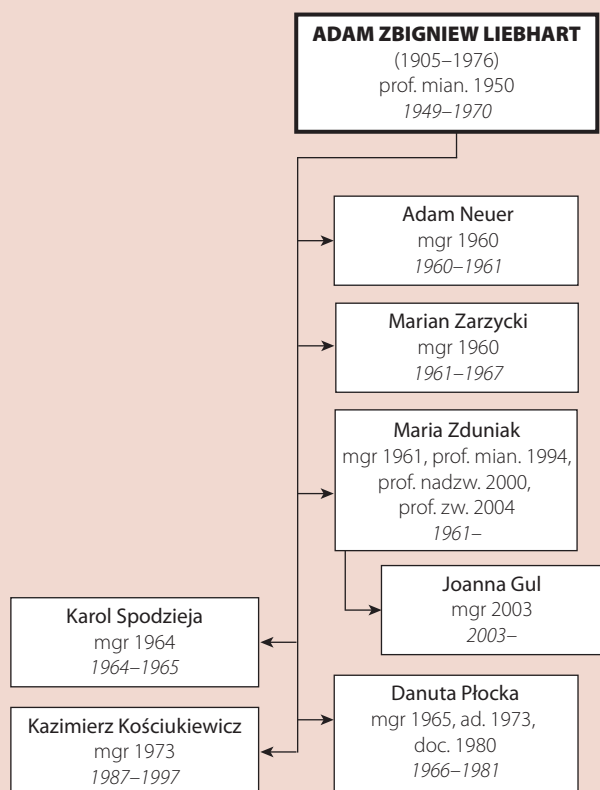 ADAM ZBIGNIEW LIEBHART
(1905–1976)
prof. mian. 1950
1949–1970
Adam Neuer
mgr 1960
1960–1961
Marian Zarzycki
mgr 1960
1961–1967
Maria Zduniak
mgr 1961, prof. mian. 1994,
prof. nadzw. 2000,
prof. zw. 2004
1961–
Joanna Gul
mgr 2003
2003–
Karol Spodzieja
mgr 1964
1964–1965
Danuta Płocka
mgr 1965, ad. 1973,
doc. 1980
1966–1981
Kazimierz Kościukiewicz
mgr 1973
1987–1997